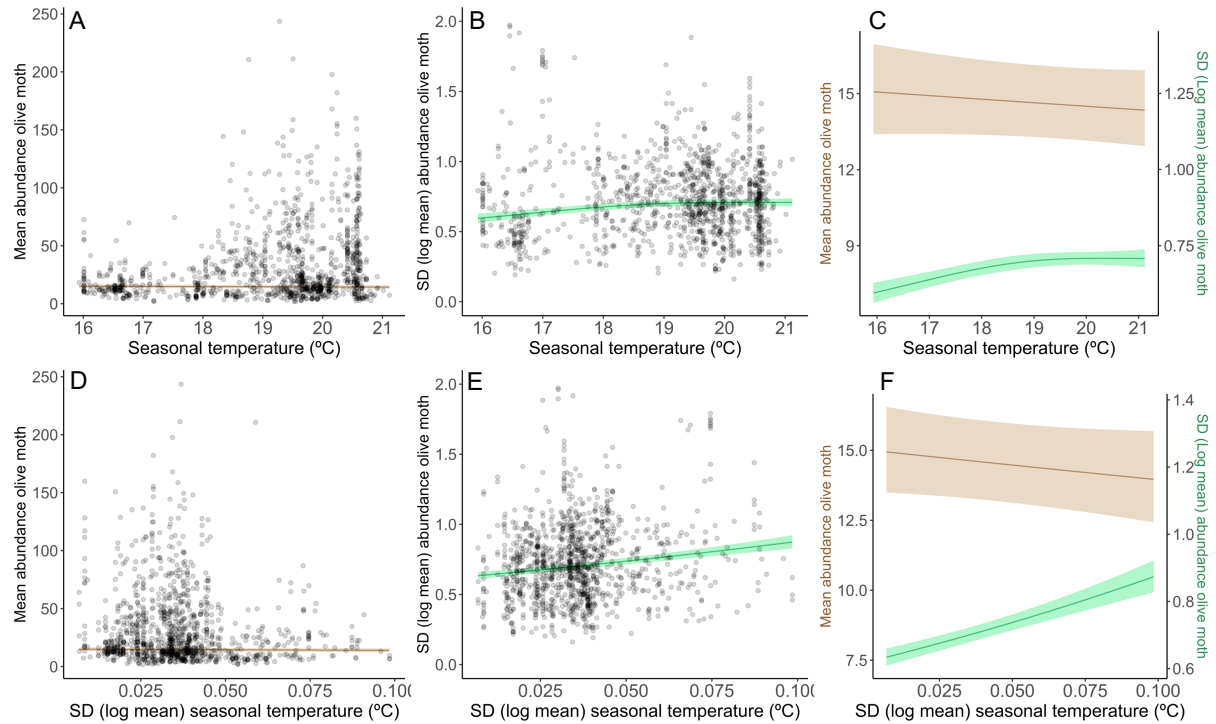 A
250
200
150
100
50
0
Mean abundance olive moth
16 17 18 19 20 21
Seasonal temperature (ºC)
B
2.0
1.5
1.0
0.5
0.0
SD (log mean) abundance olive moth
16 17 18 19 20 21
Seasonal temperature (ºC)
C
15
12
9
Mean abundance olive moth
1.25
1.00
0.75
SD (Log mean) abundance olive moth
16 17 18 19 20 21
Seasonal temperature (ºC)
D
250
200
150
100
50
0
Mean abundance olive moth
0.025 0.050 0.075 0.100
SD (log mean) seasonal temperature (ºC)
E
2.0
1.5
1.0
0.5
0.0
SD (log mean) abundance olive moth
0.025 0.050 0.075 0.100
SD (log mean) seasonal temperature (ºC)
F
15.0
12.5
10.0
7.5
Mean abundance olive moth
1.4
1.2
1.0
0.8
0.6
SD (Log mean) abundance olive moth
0.025 0.050 0.075 0.100
SD (log mean) seasonal temperature (ºC)